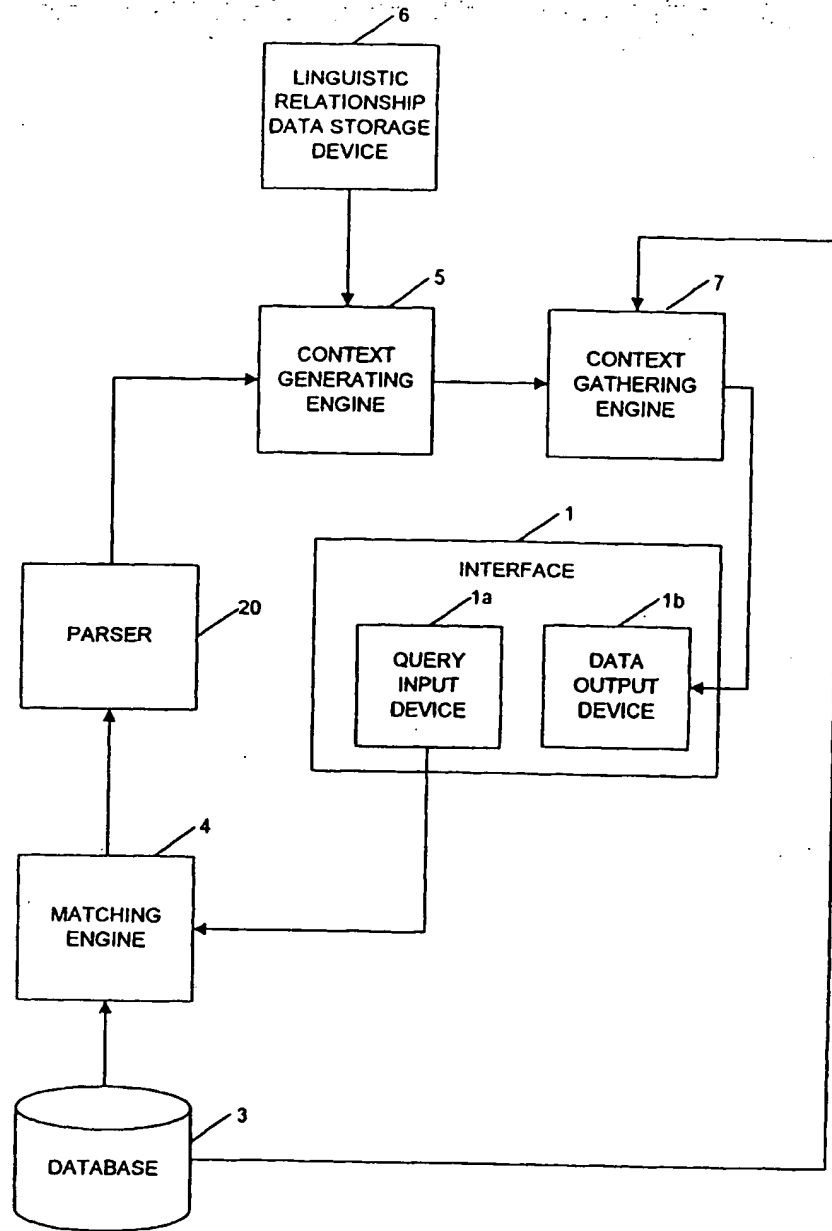 6
LINGUISTIC
RELATIONSHIP
DATA STORAGE
DEVICE
5
CONTEXT
GENERATING
ENGINE
7
CONTEXT
GATHERING
ENGINE
1
INTERFACE
1a
QUERY
INPUT
DEVICE
1b
DATA
OUTPUT
DEVICE
PARSER
20
4
MATCHING
ENGINE
3
DATABASE